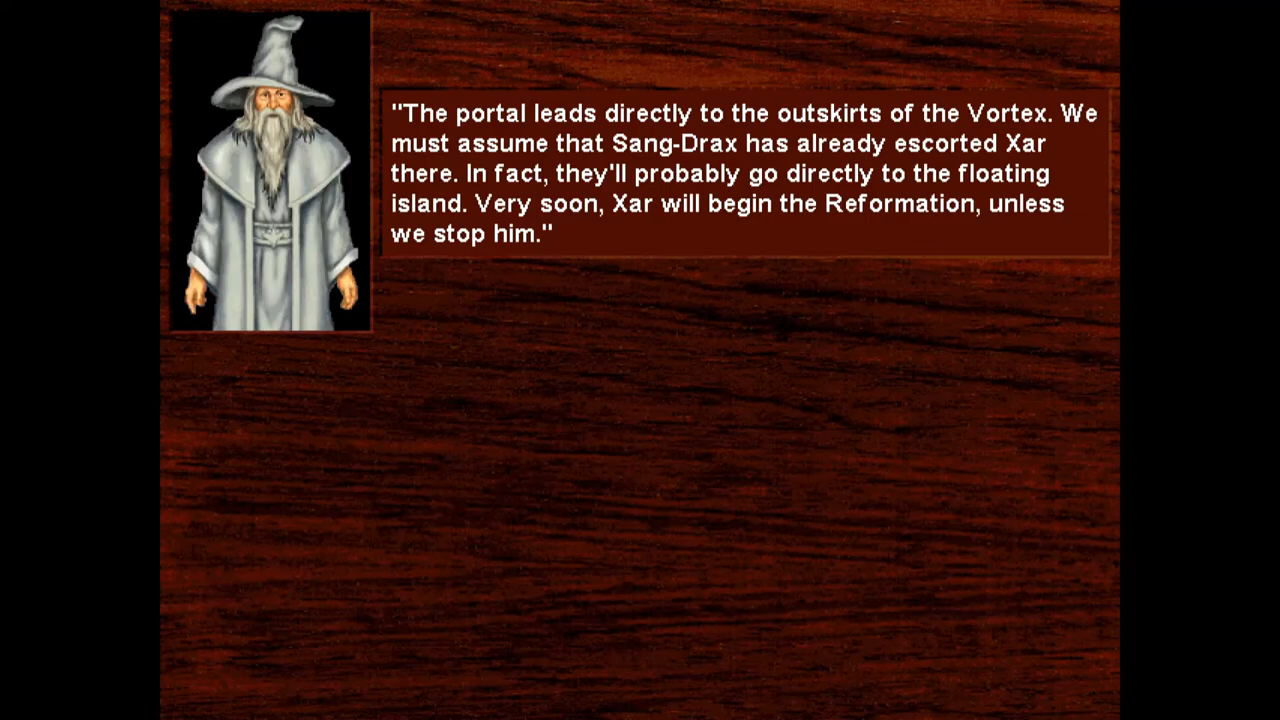 "The portal leads directly to the outskirts of the Vortex. We
must assume that Sang-Drax has already escorted Xar
there. In fact, they'll probably go directly to the floating
island. Very soon, Xar will begin the Reformation, unless
we stop him."